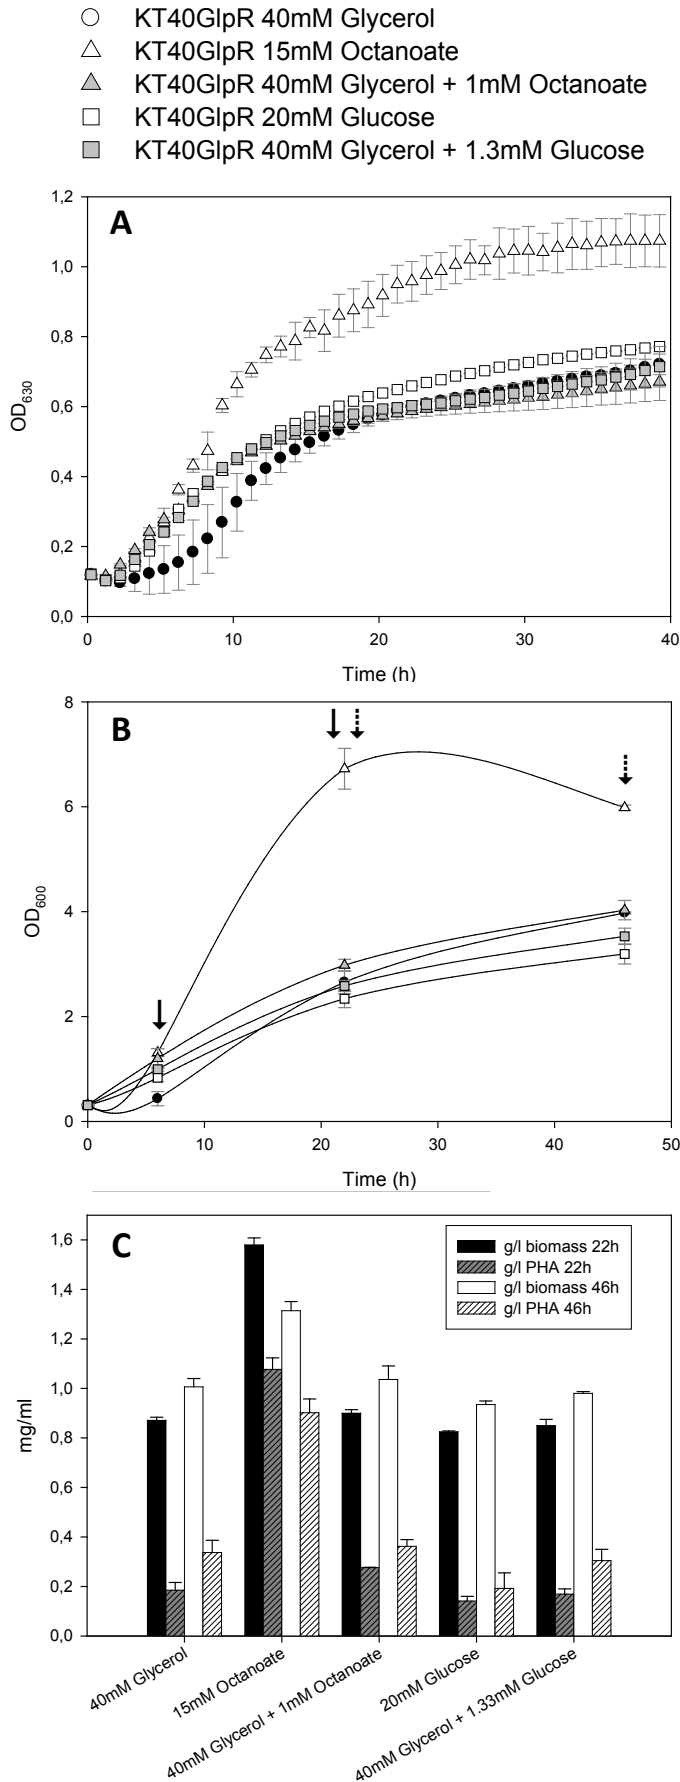 KT40GlpR 40mM Glycerol
KT40GlpR 15mM Octanoate
KT40GlpR 40mM Glycerol + 1mM Octanoate
KT40GlpR 20mM Glucose
KT40GlpR 40mM Glycerol + 1.3mM Glucose
A
1,2
1,0
0,8
0,6
0,4
0,2
0,0
OD630
0 10 20 30 40
Time (h)
B
8
6
4
2
0
OD600
0 10 20 30 40 50
Time (h)
C
g/l biomass 22h
g/l PHA 22h
g/l biomass 46h
g/l PHA 46h
1,6
1,4
1,2
1,0
0,8
0,6
0,4
0,2
0,0
mg/ml
40mM Glycerol
15mM Octanoate
40mM Glycerol + 1mM Octanoate
20mM Glucose
40mM Glycerol + 1.33mM Glucose